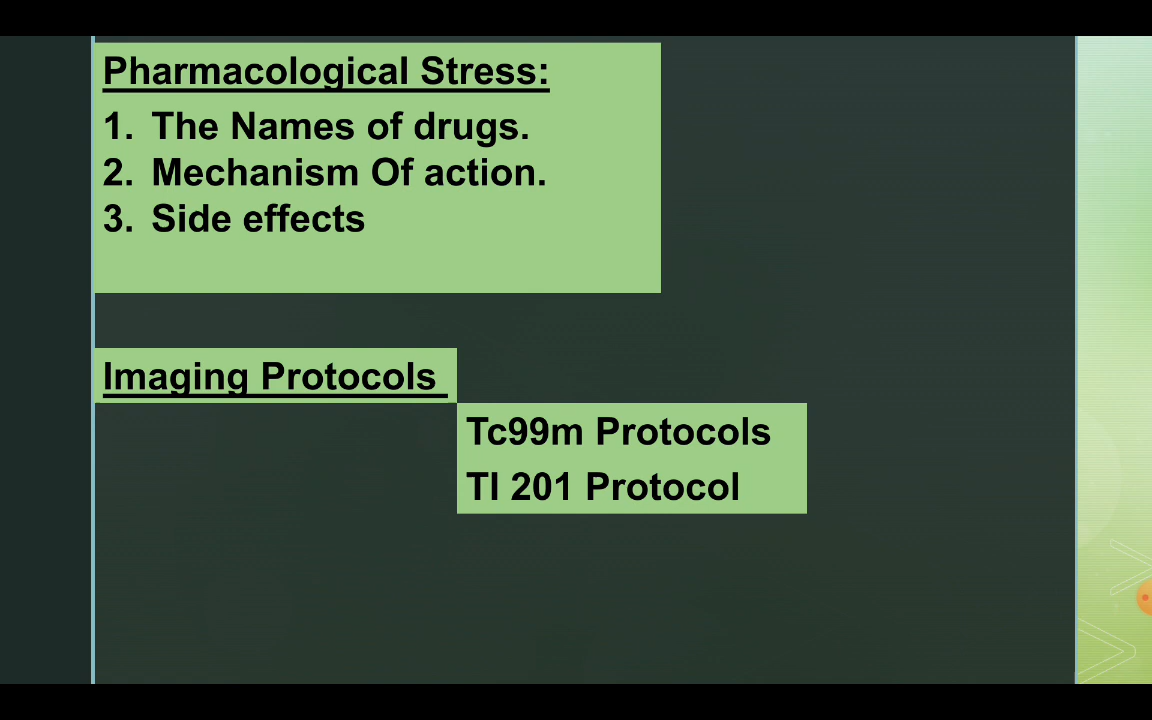 Pharmacological Stress:
1. The Names of drugs.
2. Mechanism Of action.
3. Side effects
Imaging Protocols
Tc99m Protocols
Tl 201 Protocol